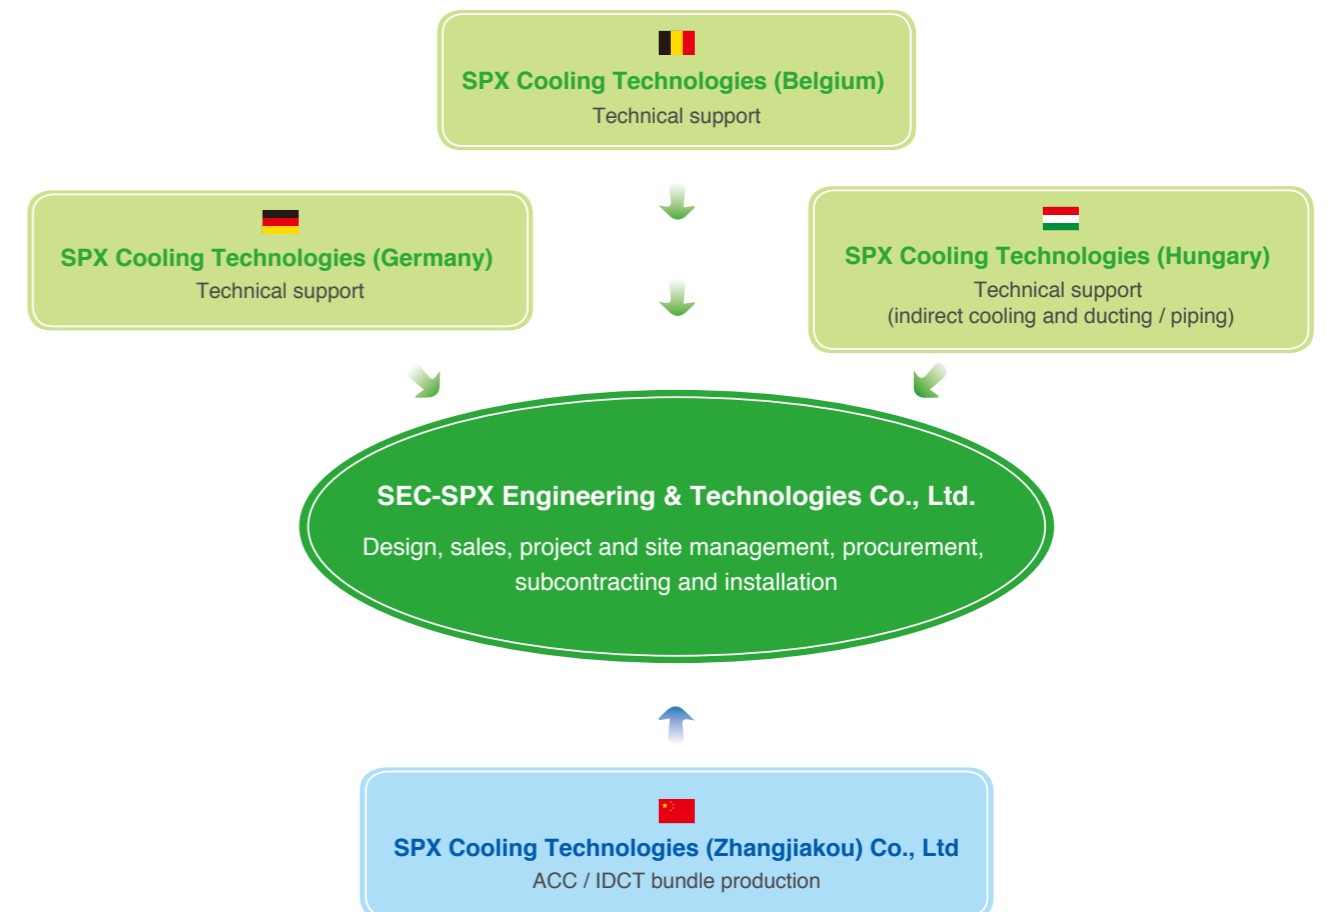 SPX Cooling Technologies (Belgium)
Technical support
SPX Cooling Technologies (Germany)
Technical support
SPX Cooling Technologies (Hungary)
Technical support
(indirect cooling and ducting / piping)
SEC-SPX Engineering & Technologies Co., Ltd.
Design, sales, project and site management, procurement,
subcontracting and installation
SPX Cooling Technologies (Zhangjiakou) Co., Ltd
ACC / IDCT bundle production